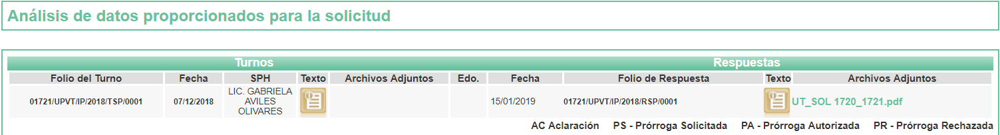 Análisis de datos proporcionados para la solicitud
Turnos Respuestas
Folio del Turno Fecha SPH Texto Archivos Adjuntos Edo. Fecha Folio de Respuesta Texto Archivos Adjuntos
01721/UPVT/IP/2018/TSP/0001 07/12/2018 LIC. GABRIELA AVILES OLIVARES 15/01/2019 01721/UPVT/IP/2018/RSP/0001 UT_SOL 1720_1721.pdf
AC Aclaración PS - Prórroga Solicitada PA - Prórroga Autorizada PR - Prórroga Rechazada